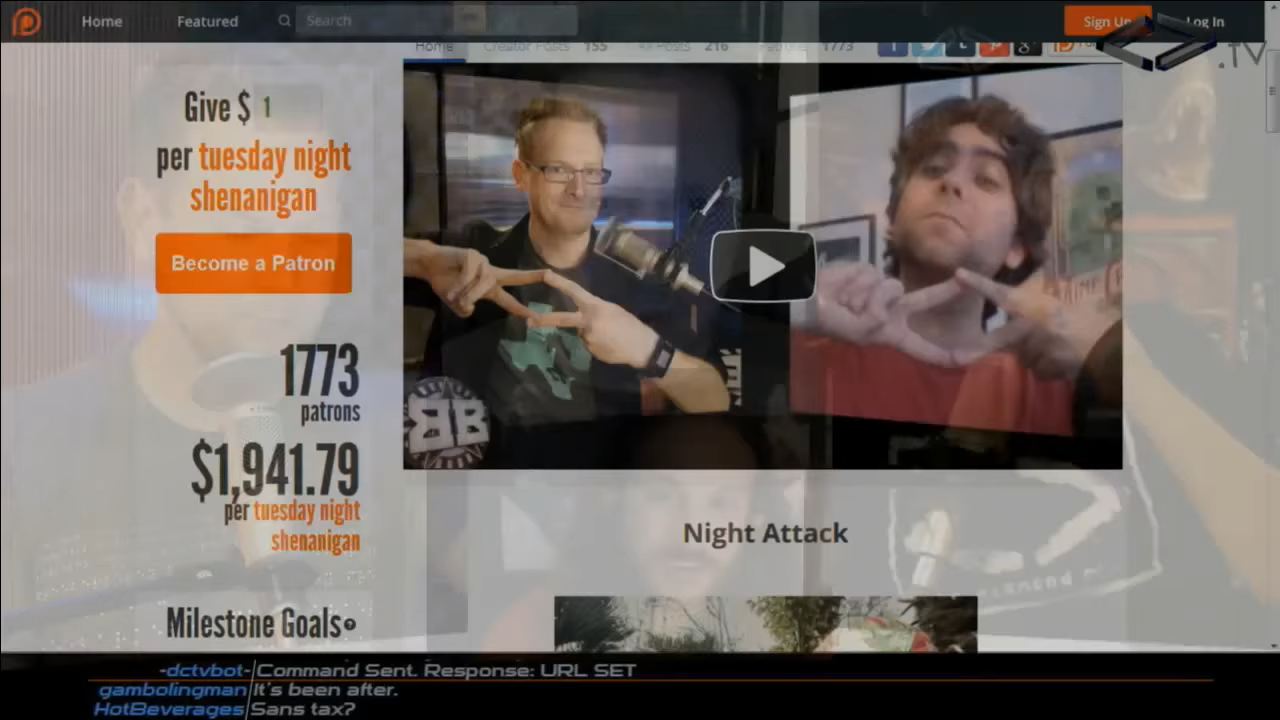 Home Featured Search Sign Up Log In
.TV
Home Creator Posts 155 216 1773
Give $ 1
per tuesday night
shenanigan
Become a Patron
1773
patrons
$1,941.79
per tuesday night
shenanigan
Milestone Goals
BB
Night Attack
-dctvbot- Command Sent. Response: URL SET
gambolingman It's been after.
HotBeverages Sans tax?